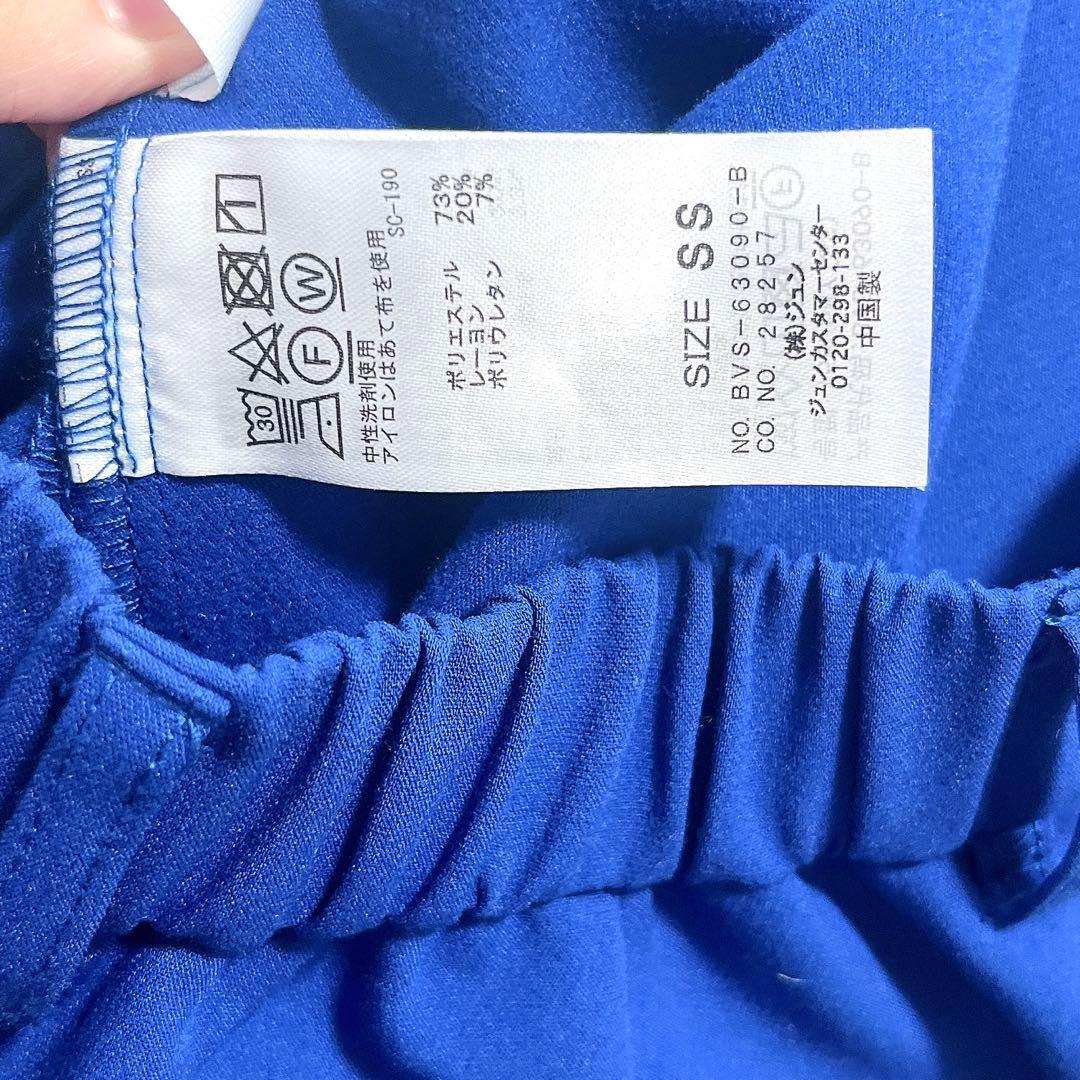 30
F
W
中性洗剤使用
アイロンはあて布を使用
SC-190
ポリエステル 73%
レーヨン 20%
ポリウレタン 7%
SIZE SS
NO. BVS-63090-B
CO. NO. 28257
(株)ジュン
ジュンカスタマーセンター
0120-298-133
中国製